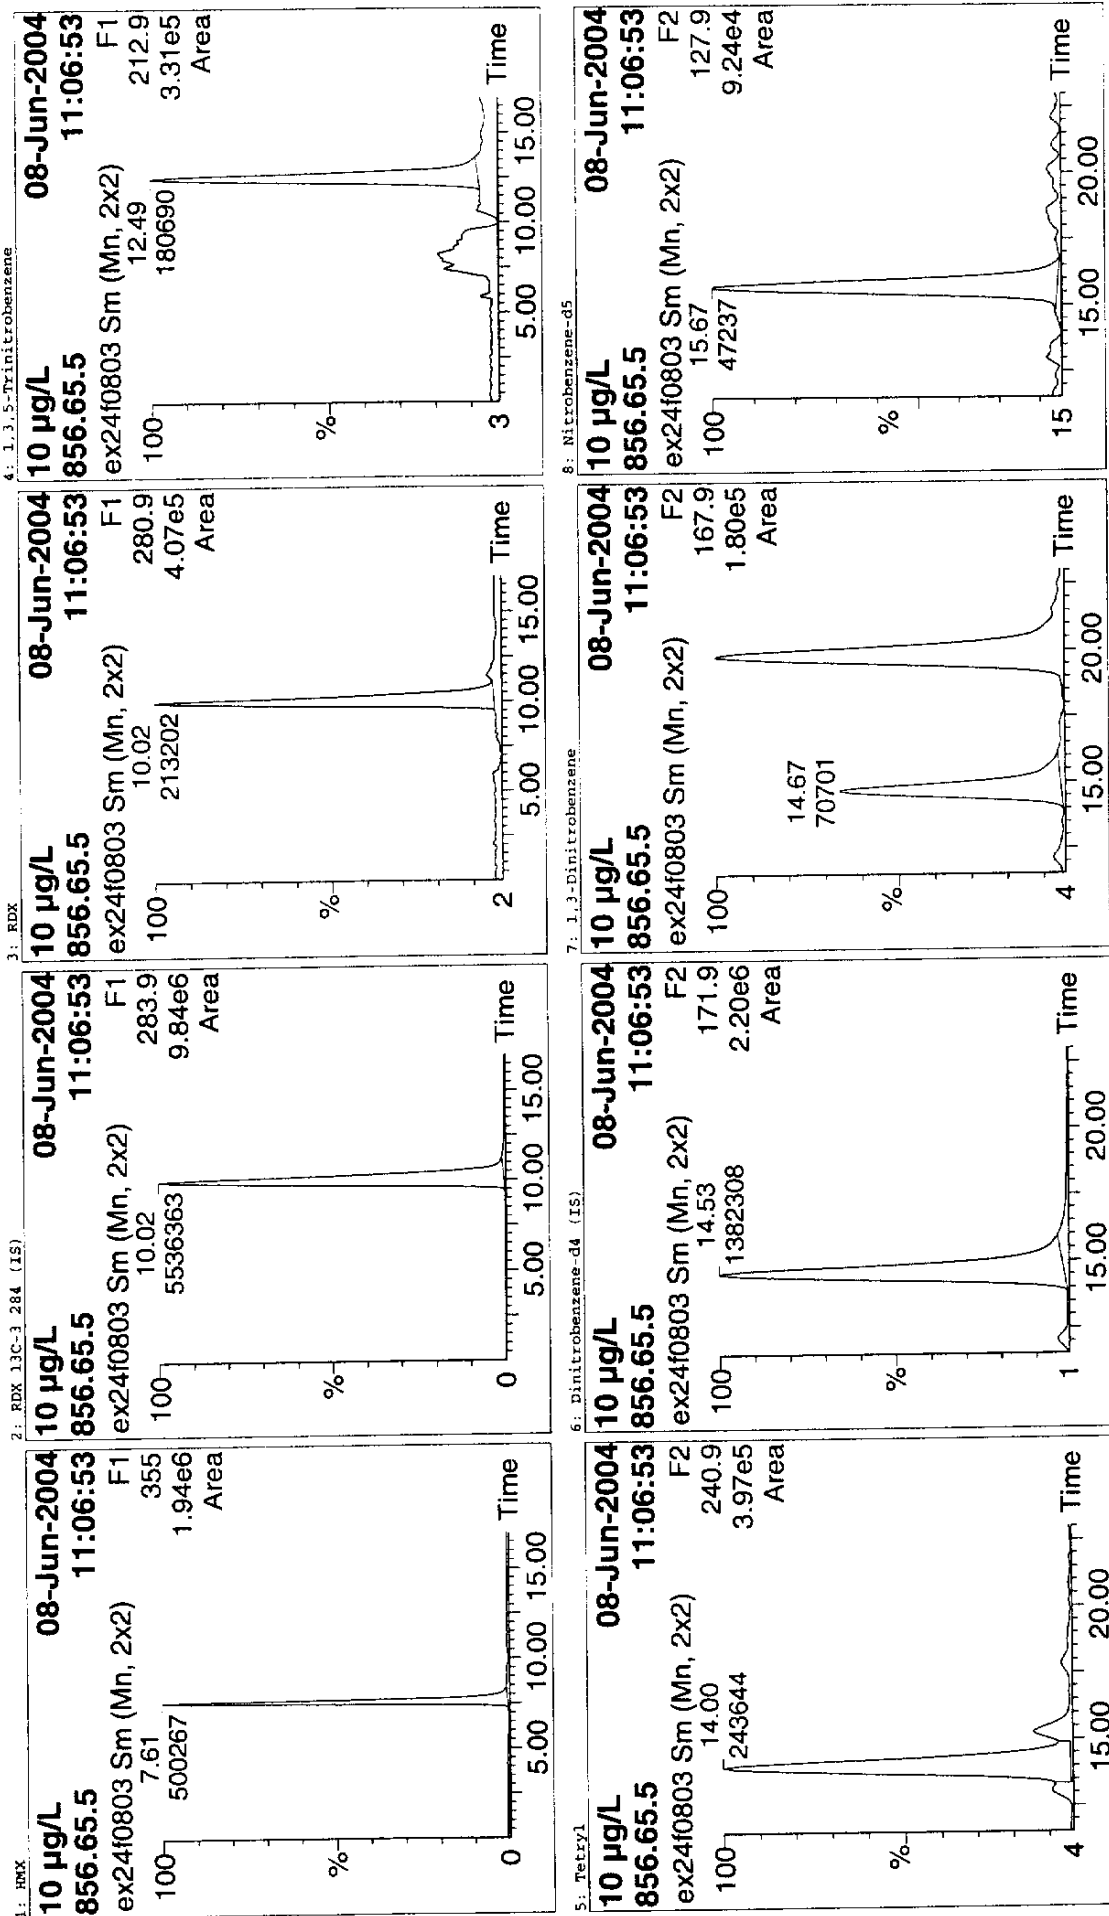 1: HMX
10 µg/L 08-Jun-2004
856.65.5 11:06:53
ex24f0803 Sm (Mn, 2x2) F1
7.61 355
500267 1.94e6
Area
100
%
0
5.00 10.00 15.00
Time
2: RDX 13C-3 284 (IS)
10 µg/L 08-Jun-2004
856.65.5 11:06:53
ex24f0803 Sm (Mn, 2x2) F1
10.02 283.9
5536363 9.84e6
Area
100
%
0
5.00 10.00 15.00
Time
3: RDX
10 µg/L 08-Jun-2004
856.65.5 11:06:53
ex24f0803 Sm (Mn, 2x2) F1
10.02 280.9
213202 4.07e5
Area
100
%
2
5.00 10.00 15.00
Time
4: 1,3,5-Trinitrobenzene
10 µg/L 08-Jun-2004
856.65.5 11:06:53
ex24f0803 Sm (Mn, 2x2) F1
12.49 212.9
180690 3.31e5
Area
100
%
3
5.00 10.00 15.00
Time
5: Tetryl
10 µg/L 08-Jun-2004
856.65.5 11:06:53
ex24f0803 Sm (Mn, 2x2) F2
14.00 240.9
243644 3.97e5
Area
100
%
4
15.00 20.00
Time
6: Dinitrobenzene-d4 (IS)
10 µg/L 08-Jun-2004
856.65.5 11:06:53
ex24f0803 Sm (Mn, 2x2) F2
14.53 171.9
1382308 2.20e6
Area
100
%
1
15.00 20.00
Time
7: 1,3-Dinitrobenzene
10 µg/L 08-Jun-2004
856.65.5 11:06:53
ex24f0803 Sm (Mn, 2x2) F2
167.9
1.80e5
Area
14.67
70701
100
%
4
15.00 20.00
Time
8: Nitrobenzene-d5
10 µg/L 08-Jun-2004
856.65.5 11:06:53
ex24f0803 Sm (Mn, 2x2) F2
15.67 127.9
47237 9.24e4
Area
100
%
15
15.00 20.00
Time